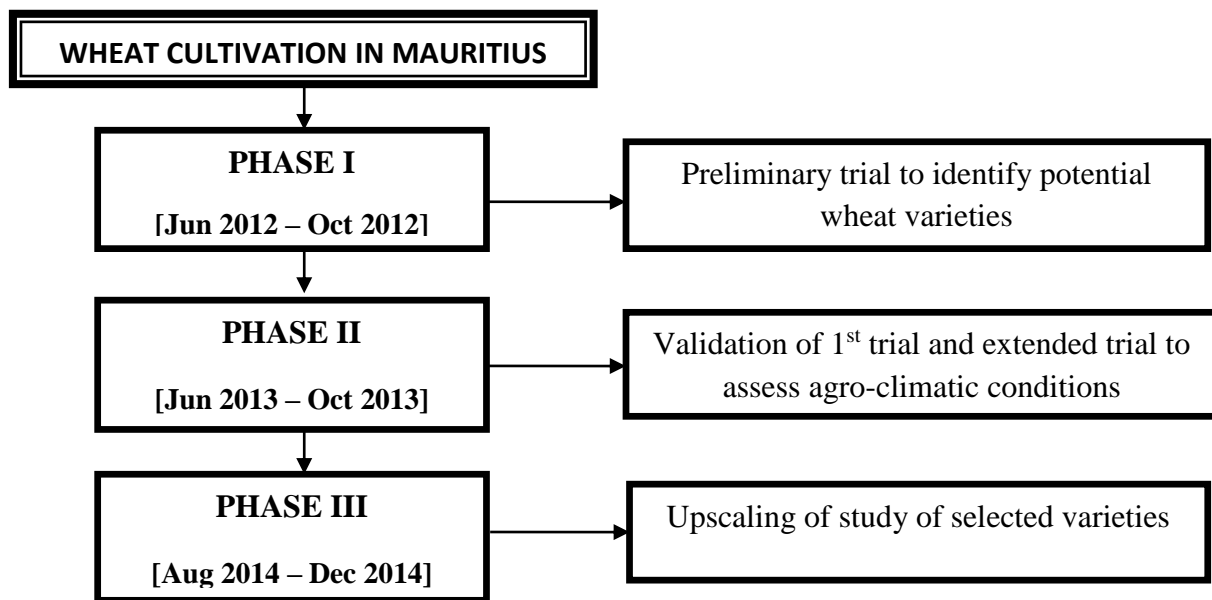 WHEAT CULTIVATION IN MAURITIUS
PHASE I
[Jun 2012 – Oct 2012]
Preliminary trial to identify potential
wheat varieties
PHASE II
[Jun 2013 – Oct 2013]
Validation of 1st trial and extended trial to
assess agro-climatic conditions
PHASE III
[Aug 2014 – Dec 2014]
Upscaling of study of selected varieties